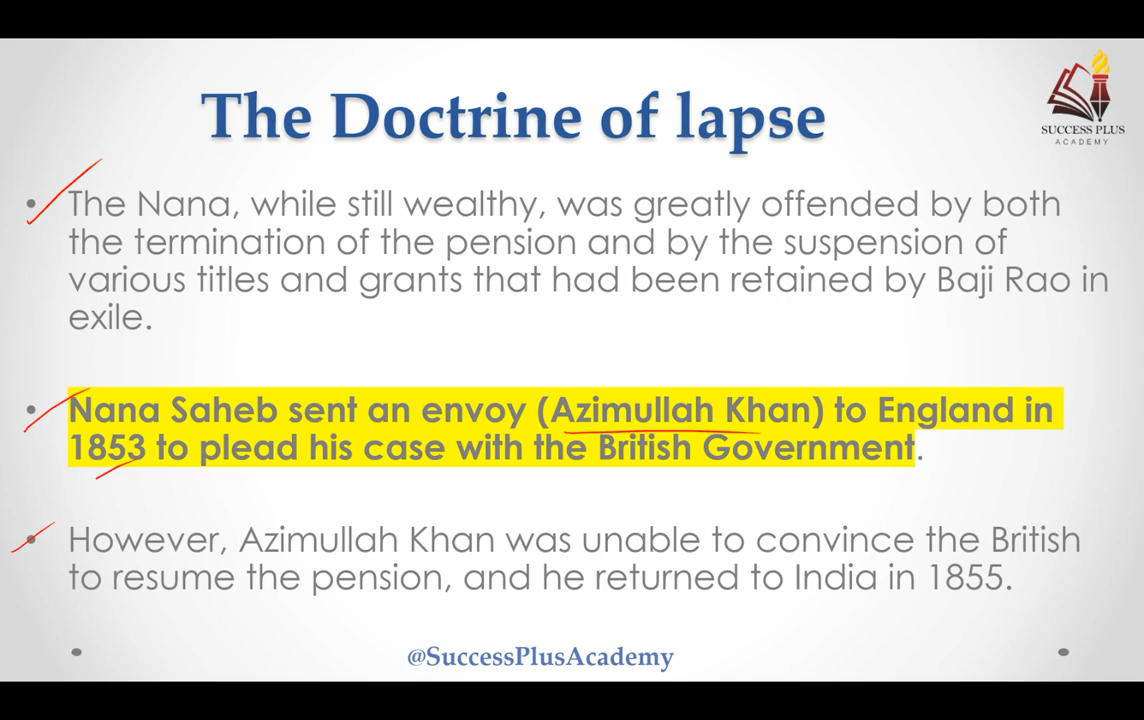 The Doctrine of lapse
SUCCESS PLUS
ACADEMY
• The Nana, while still wealthy, was greatly offended by both
the termination of the pension and by the suspension of
various titles and grants that had been retained by Baji Rao in
exile.
• Nana Saheb sent an envoy (Azimullah Khan) to England in
1853 to plead his case with the British Government.
• However, Azimullah Khan was unable to convince the British
to resume the pension, and he returned to India in 1855.
@SuccessPlusAcademy